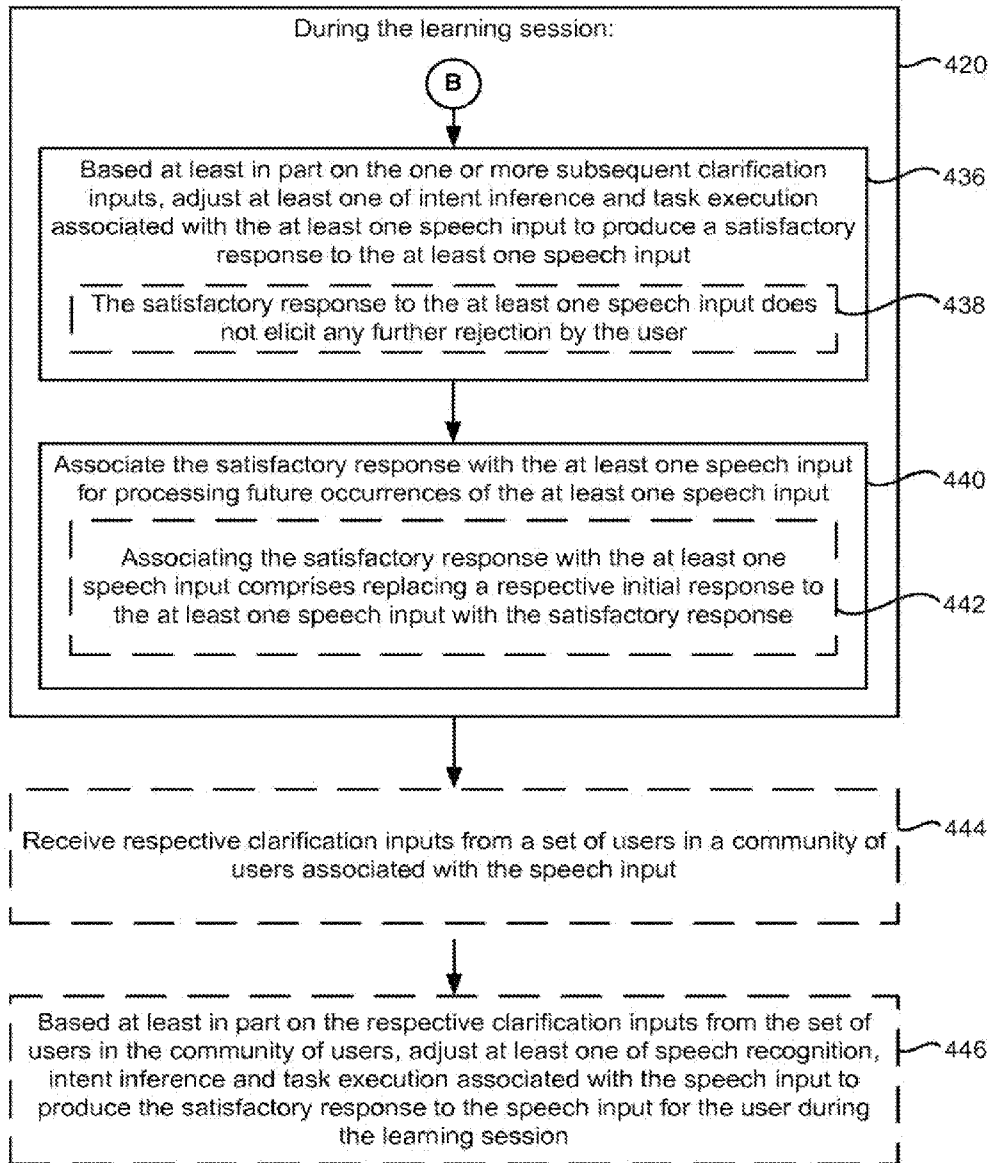 During the learning session:
420
B
Based at least in part on the one or more subsequent clarification
inputs, adjust at least one of intent inference and task execution
associated with the at least one speech input to produce a satisfactory
response to the at least one speech input
436
The satisfactory response to the at least one speech input does
not elicit any further rejection by the user
438
Associate the satisfactory response with the at least one speech input
for processing future occurrences of the at least one speech input
440
Associating the satisfactory response with the at least one
speech input comprises replacing a respective initial response to
the at least one speech input with the satisfactory response
442
Receive respective clarification inputs from a set of users in a community of
users associated with the speech input
444
Based at least in part on the respective clarification inputs from the set of
users in the community of users, adjust at least one of speech recognition,
intent inference and task execution associated with the speech input to
produce the satisfactory response to the speech input for the user during
the learning session
446